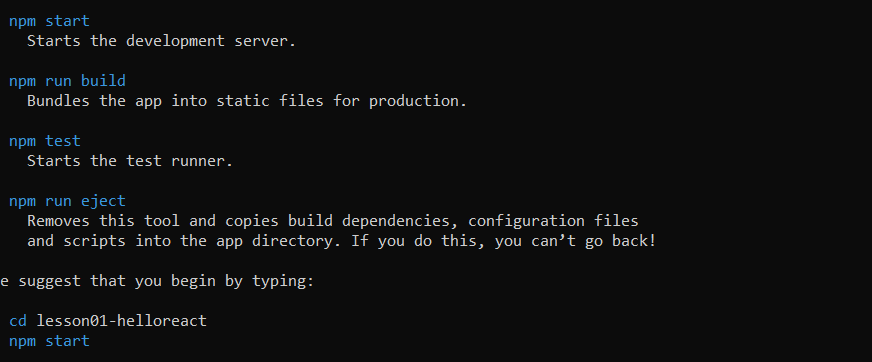 npm start
Starts the development server.
npm run build
Bundles the app into static files for production.
npm test
Starts the test runner.
npm run eject
Removes this tool and copies build dependencies, configuration files
and scripts into the app directory. If you do this, you can’t go back!
e suggest that you begin by typing:
cd lesson01-helloreact
npm start